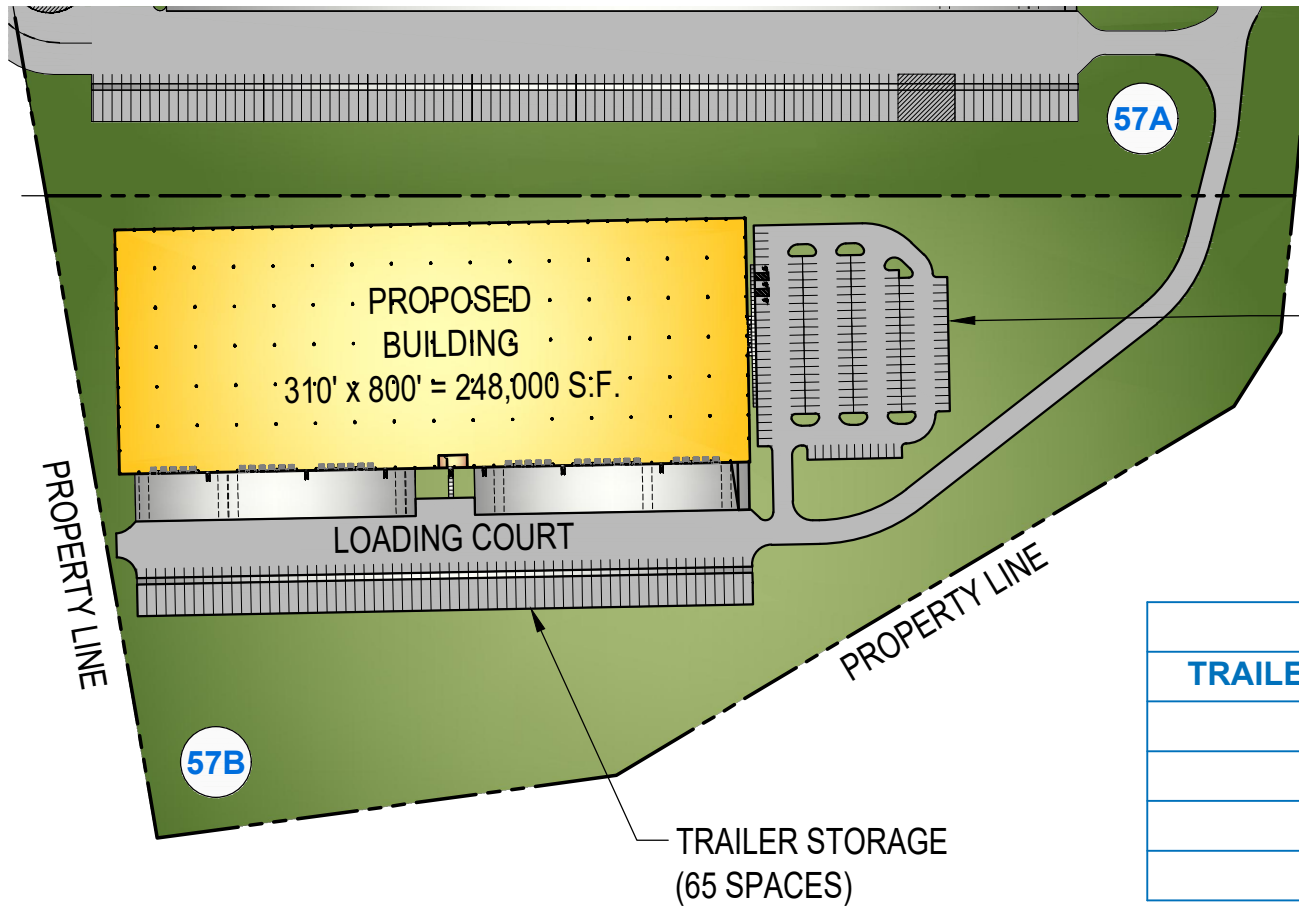 57A
PROPOSED
BUILDING
310' x 800' = 248,000 S.F.
LOADING COURT
PROPERTY LINE
PROPERTY LINE
57B
TRAILER STORAGE
(65 SPACES)
TRAILE